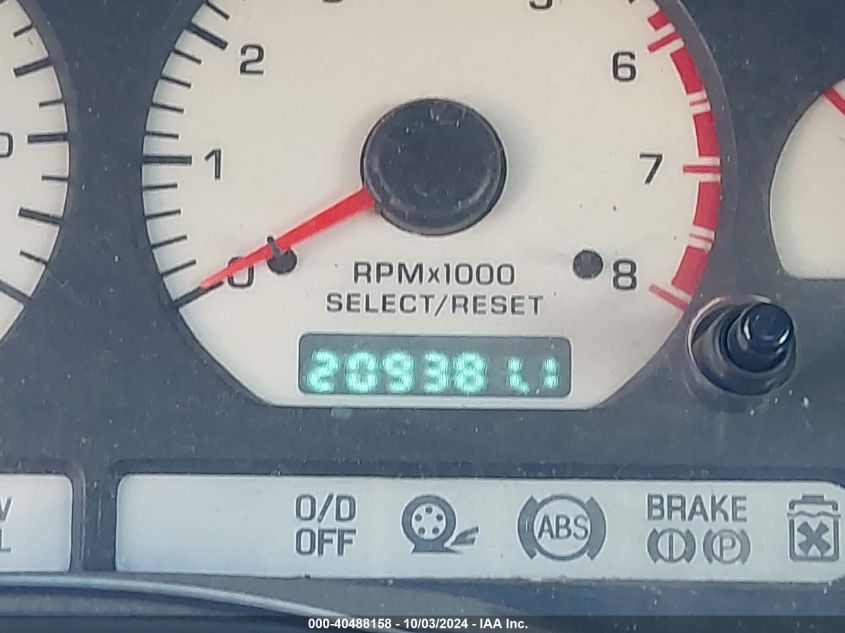 2
1
0
6
7
8
RPMx1000
SELECT/RESET
O/D
OFF
ABS
BRAKE
P
000-40488158 - 10/03/2024 - IAA Inc.